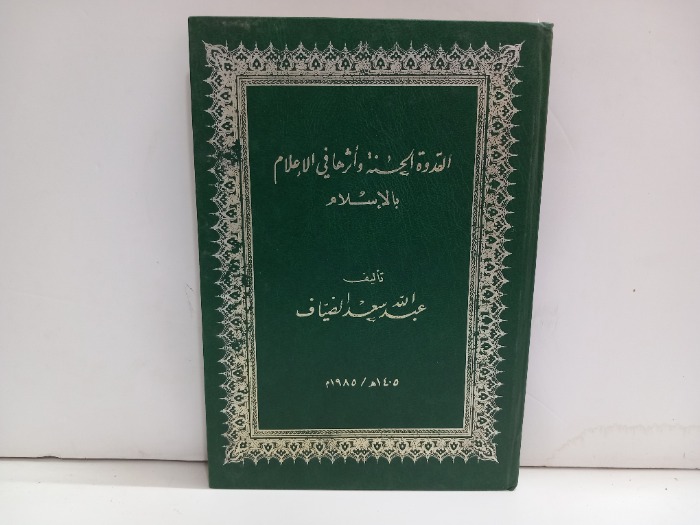 القدوة الحسنة وأثرها في الإعلام
بالإسلام
تأليف
عبد الله سعد الضياف
١٤٠٥هـ / ١٩٨٥م